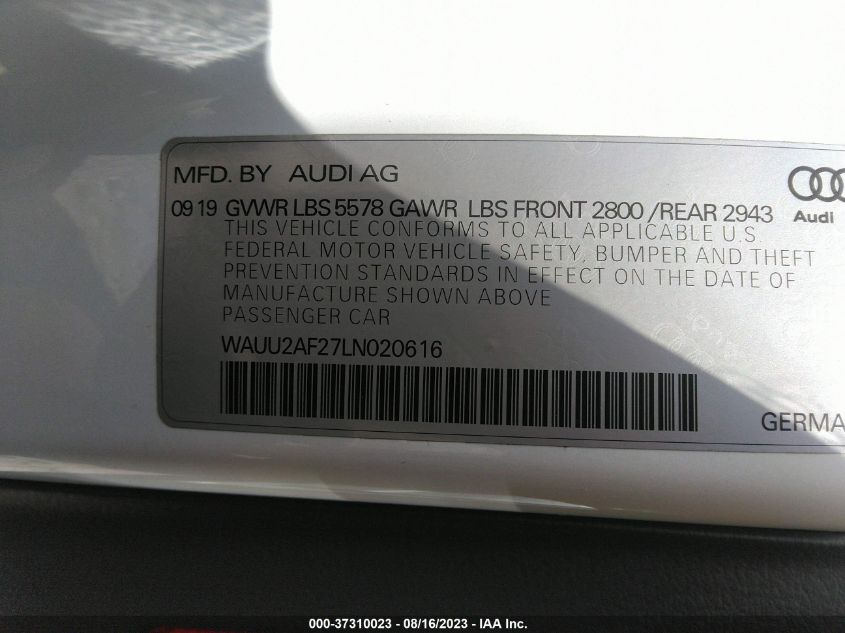 MFD. BY AUDI AG
09 19 GVWR LBS 5578 GAWR LBS FRONT 2800 /REAR 2943
Audi
THIS VEHICLE CONFORMS TO ALL APPLICABLE U.S.
FEDERAL MOTOR VEHICLE SAFETY, BUMPER AND THEFT
PREVENTION STANDARDS IN EFFECT ON THE DATE OF
MANUFACTURE SHOWN ABOVE
PASSENGER CAR
WAUU2AF27LN020616
GERMA
000-37310023 - 08/16/2023 - IAA Inc.